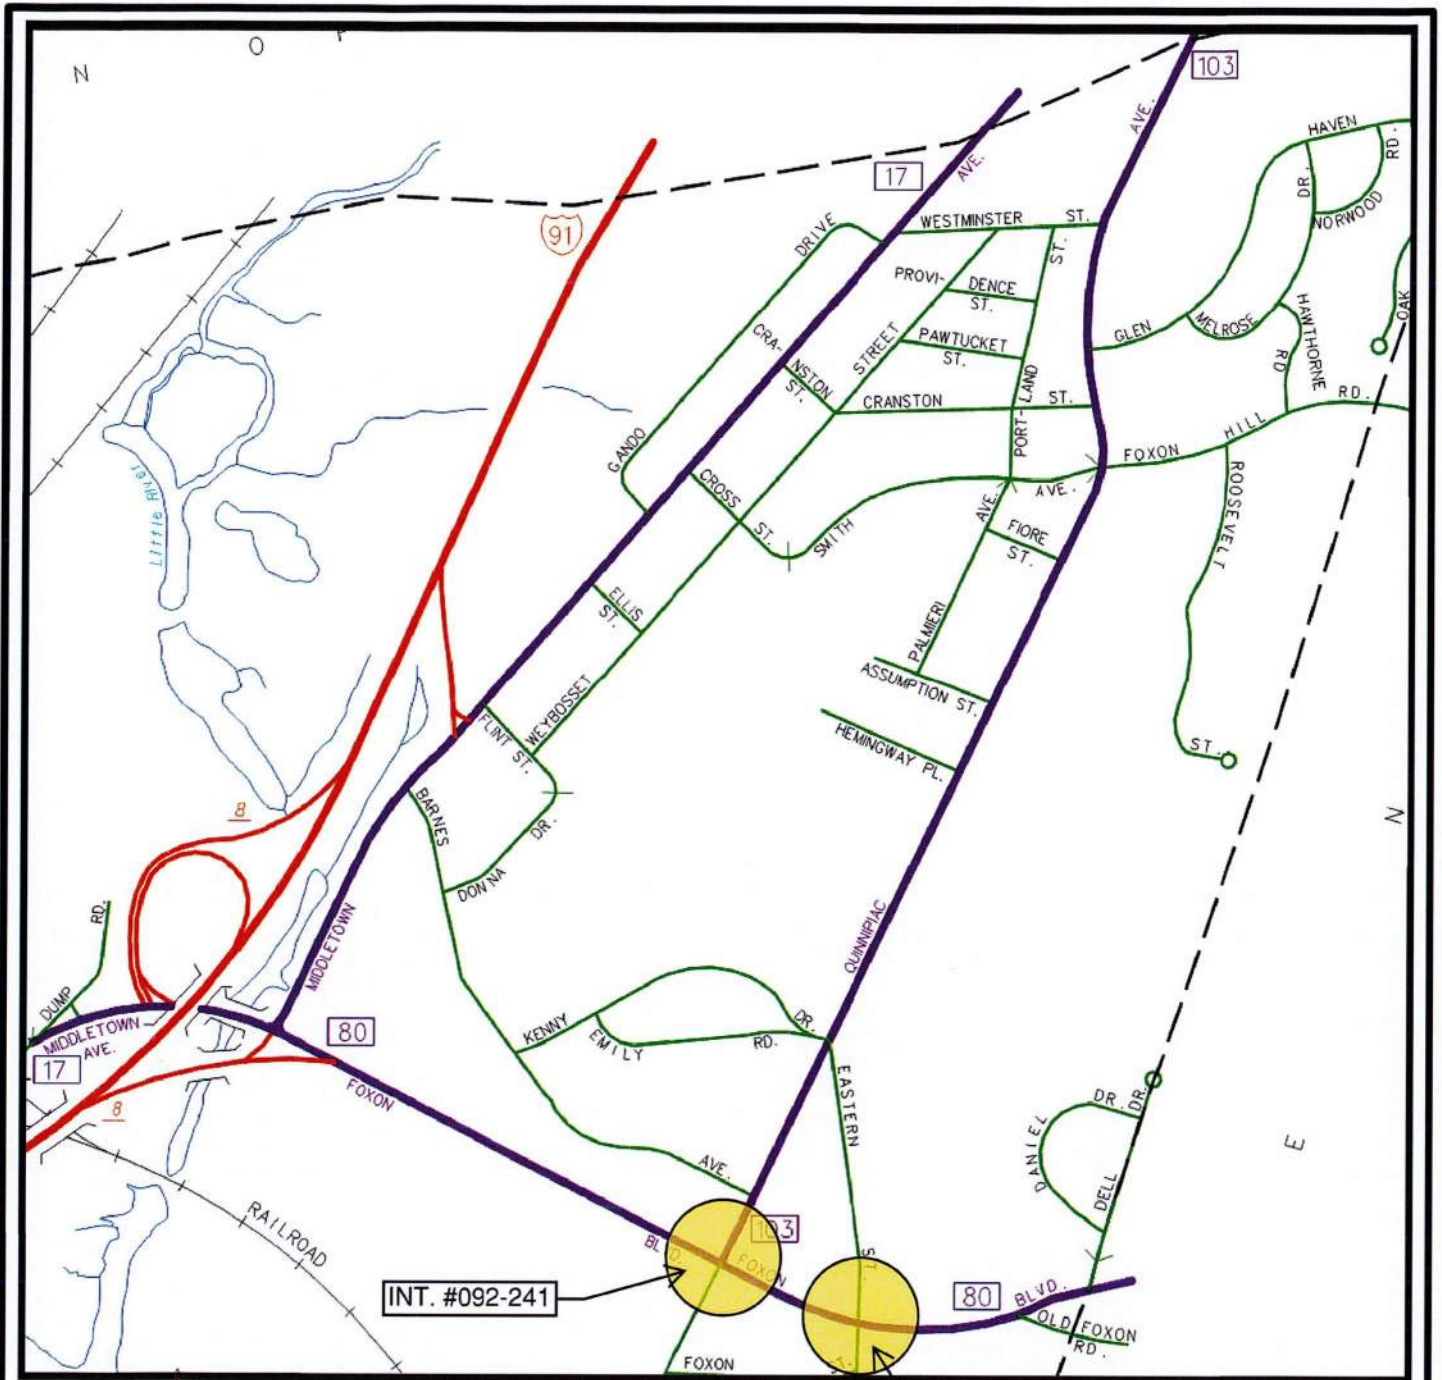 N
O
103
AVE.
HAVEN
RD.
17
AVE.
DR.
NORWOOD
WESTMINSTER ST.
91
DRIVE
ST.
PROVI-
DENCE
ST.
HAWTHORNE
RD
OAK
GLEN
MELROSE
CRA-
NSTON
ST.
STREET
PAWTUCKET
ST.
PORT-
LAND
CRANSTON ST.
RD.
HILL
FOXON
GANDO
CROSS
ST.
SMITH
AVE.
AVE.
ROOSEVELT
Little River
FIORE
ST.
ELLIS
ST.
PALMIERI
ASSUMPTION ST.
WEYBOSSET
FLINT ST.
HEMINGWAY PL.
ST.
N
8
BARNES
DR.
DONNA
QUINNIPIAC
RD.
DUMP
MIDDLETOWN
MIDDLETOWN
AVE.
17
80
KENNY
EMILY
RD.
DR.
FOXON
EASTERN
8
DR.
DR.
DANIEL
DELL
E
AVE.
RAILROAD
103
BLVD.
FOXON
ST.
INT. #092-241
80
BLVD.
OLD FOXON
RD.
FOXON